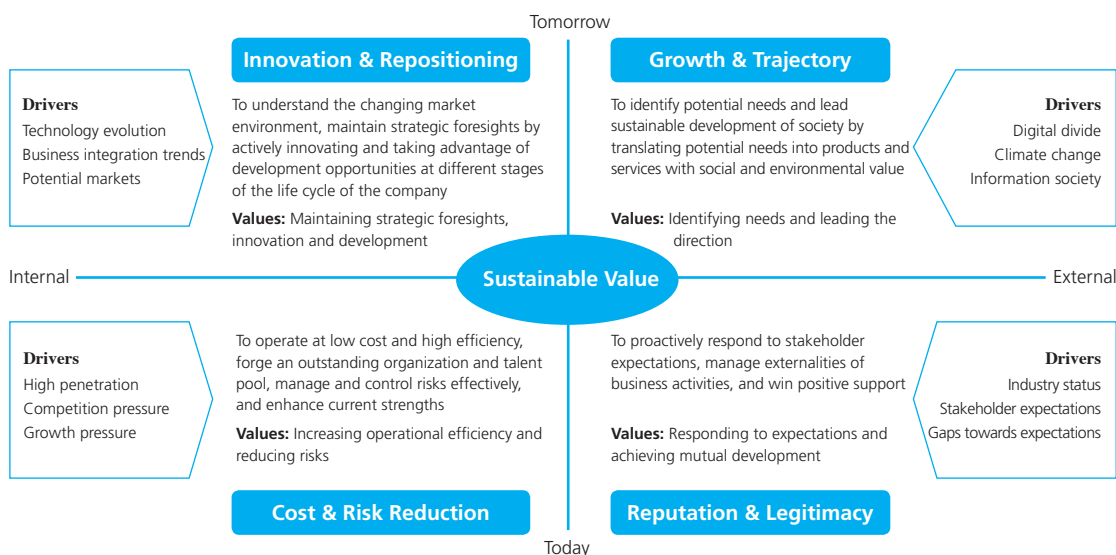 Tomorrow
Innovation & Repositioning
Growth & Trajectory
Drivers
Technology evolution
Business integration trends
Potential markets
To understand the changing market
environment, maintain strategic foresights by
actively innovating and taking advantage of
development opportunities at different stages
of the life cycle of the company
Values: Maintaining strategic foresights,
innovation and development
To identify potential needs and lead
sustainable development of society by
translating potential needs into products and
services with social and environmental value
Values: Identifying needs and leading the
direction
Drivers
Digital divide
Climate change
Information society
Internal
Sustainable Value
External
Drivers
High penetration
Competition pressure
Growth pressure
To operate at low cost and high efficiency,
forge an outstanding organization and talent
pool, manage and control risks effectively,
and enhance current strengths
Values: Increasing operational efficiency and
reducing risks
To proactively respond to stakeholder
expectations, manage externalities of
business activities, and win positive support
Values: Responding to expectations and
achieving mutual development
Drivers
Industry status
Stakeholder expectations
Gaps towards expectations
Cost & Risk Reduction
Reputation & Legitimacy
Today